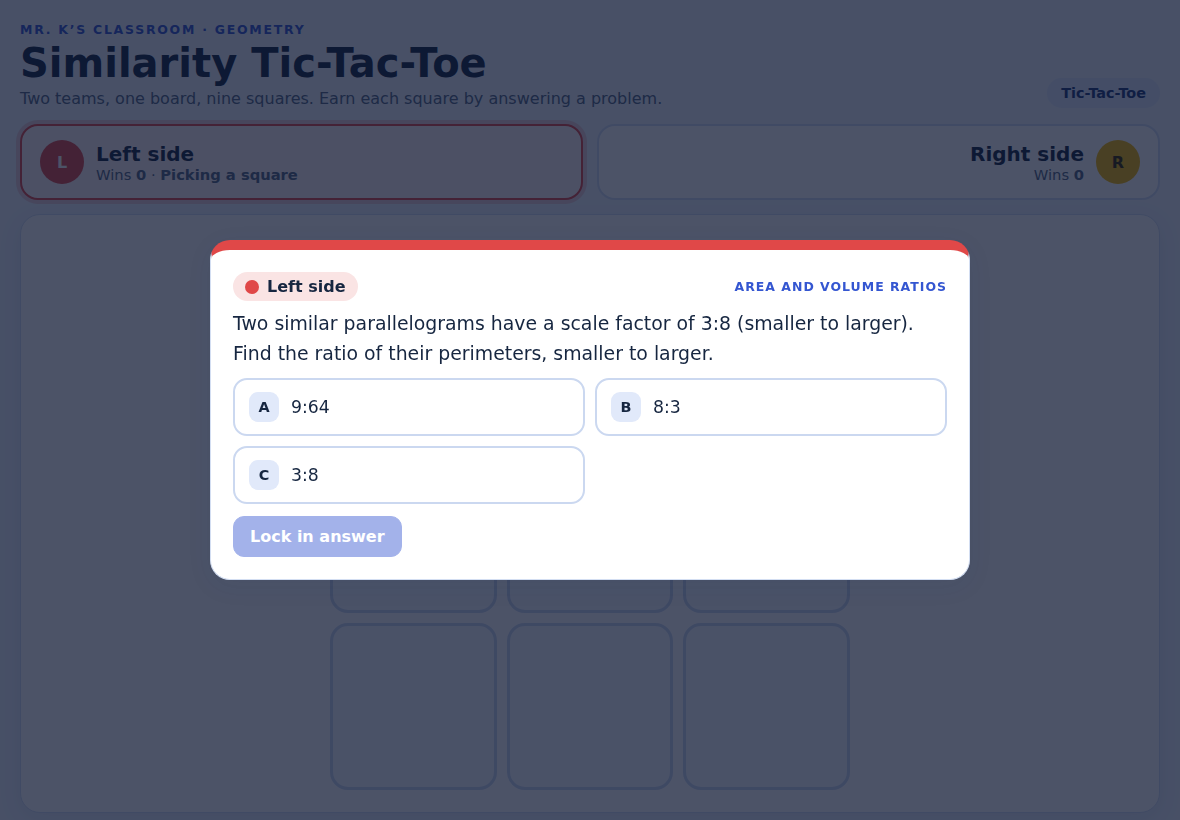 MR. K’S CLASSROOM · GEOMETRY
Similarity Tic-Tac-Toe
Two teams, one board, nine squares. Earn each square by answering a problem.
Tic-Tac-Toe
L
Left side
Wins 0 · Picking a square
Right side
Wins 0
R
Left side
AREA AND VOLUME RATIOS
Two similar parallelograms have a scale factor of 3:8 (smaller to larger).
Find the ratio of their perimeters, smaller to larger.
A 9:64
B 8:3
C 3:8
Lock in answer